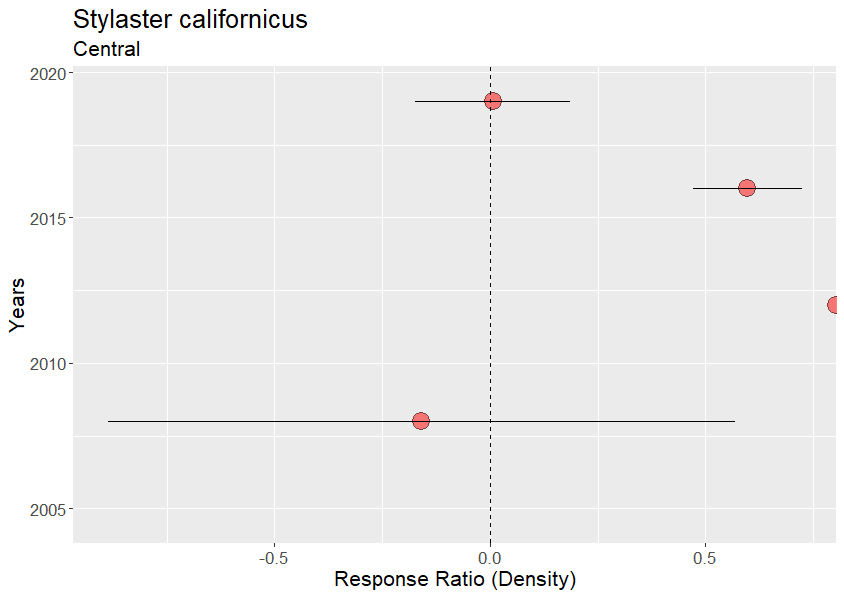 Stylaster californicus
Central
2020
2015
2010
2005
Years
-0.5
0.0
0.5
Response Ratio (Density)